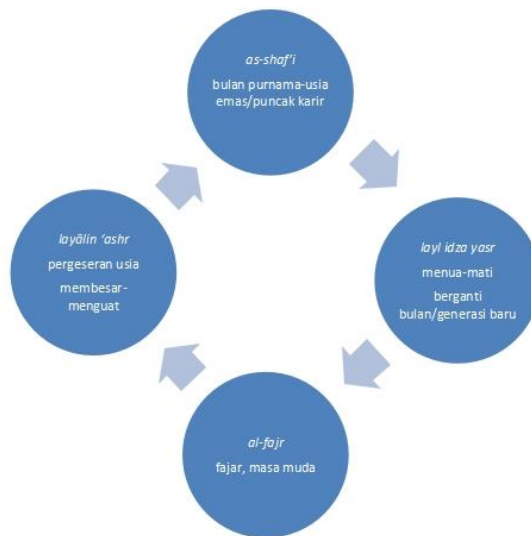 as-shaf'i
bulan purnama-usia
emas/puncak karir
layl idza yasr
menua-mati
berganti
bulan/generasi baru
al-fajr
fajar, masa muda
layālin 'ashr
pergeseran usia
membesar-
menguat